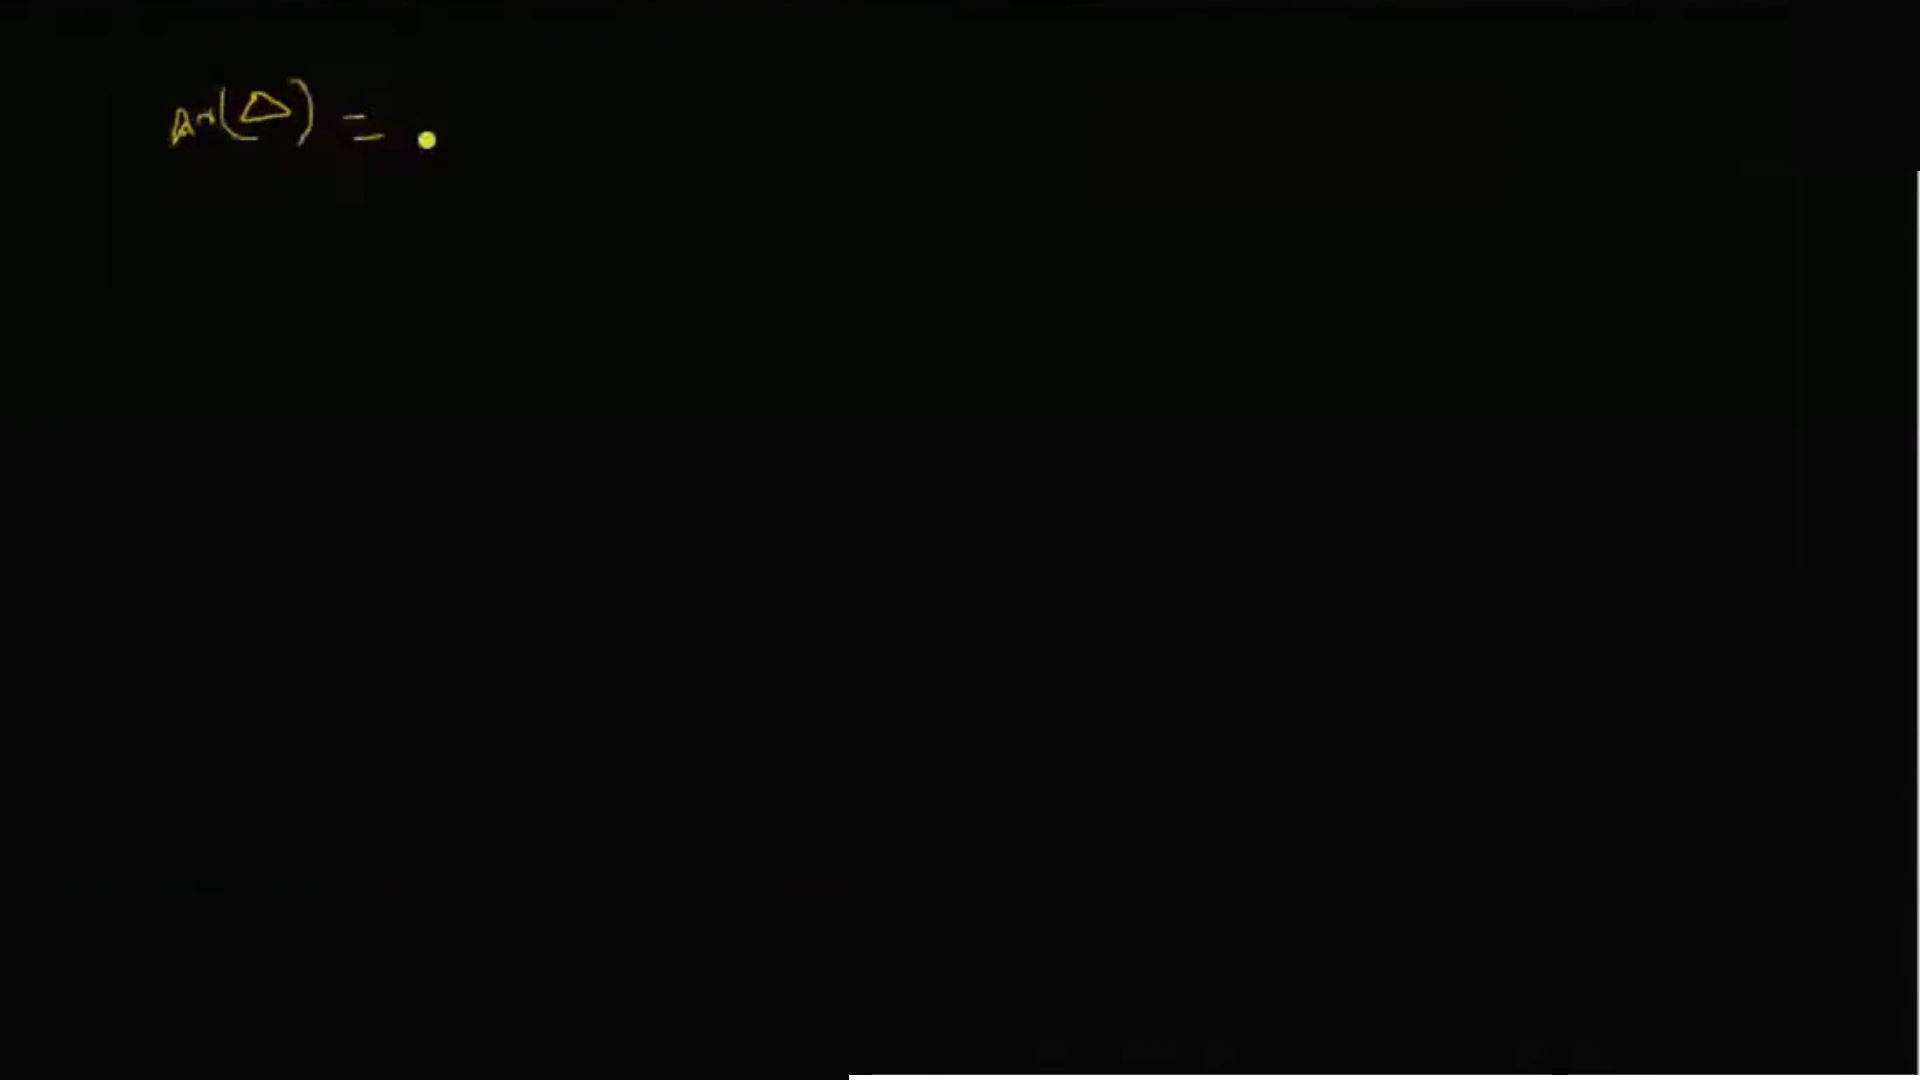 Ar(△) =